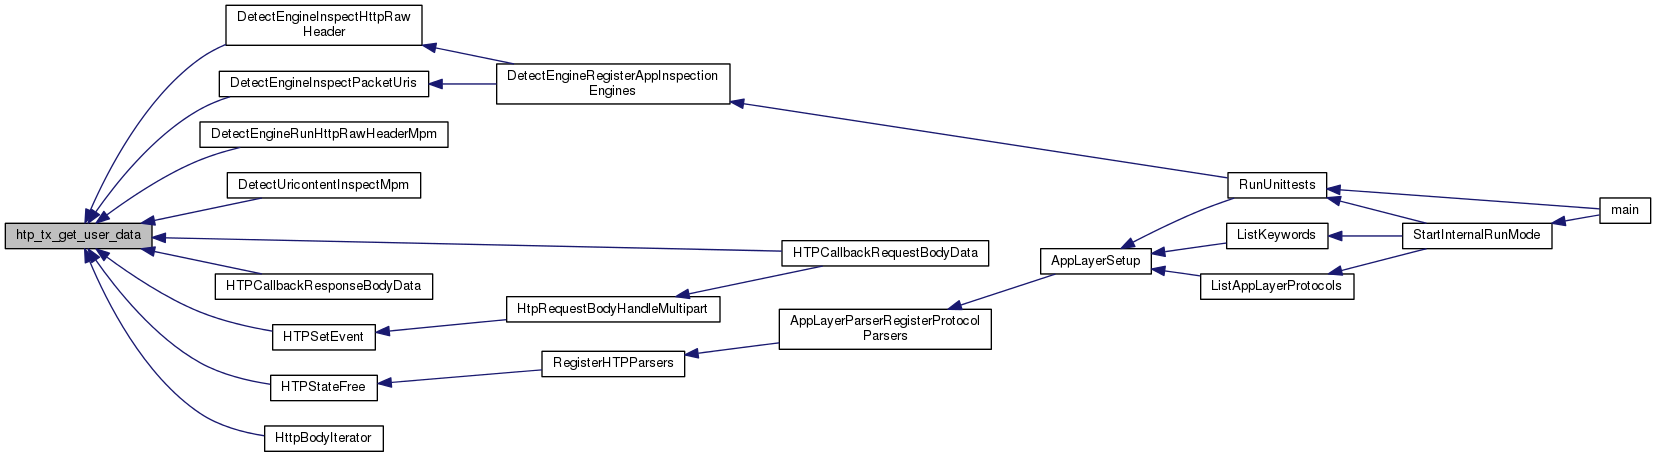 DetectEngineInspectHttpRaw
Header
DetectEngineInspectPacketUris
DetectEngineRegisterAppInspection
Engines
DetectEngineRunHttpRawHeaderMpm
DetectUricontentInspectMpm
RunUnittests
main
htp_tx_get_user_data
ListKeywords
StartInternalRunMode
HTPCallbackRequestBodyData
AppLayerSetup
HTPCallbackResponseBodyData
ListAppLayerProtocols
HtpRequestBodyHandleMultipart
AppLayerParserRegisterProtocol
Parsers
HTPSetEvent
RegisterHTPParsers
HTPStateFree
HttpBodyIterator